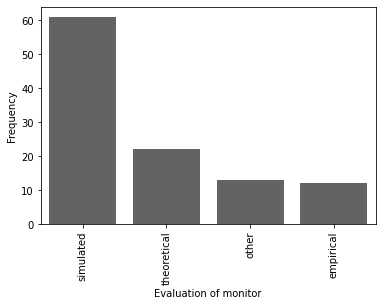 60
50
40
30
20
10
0
Frequency
simulated
theoretical
other
empirical
Evaluation of monitor